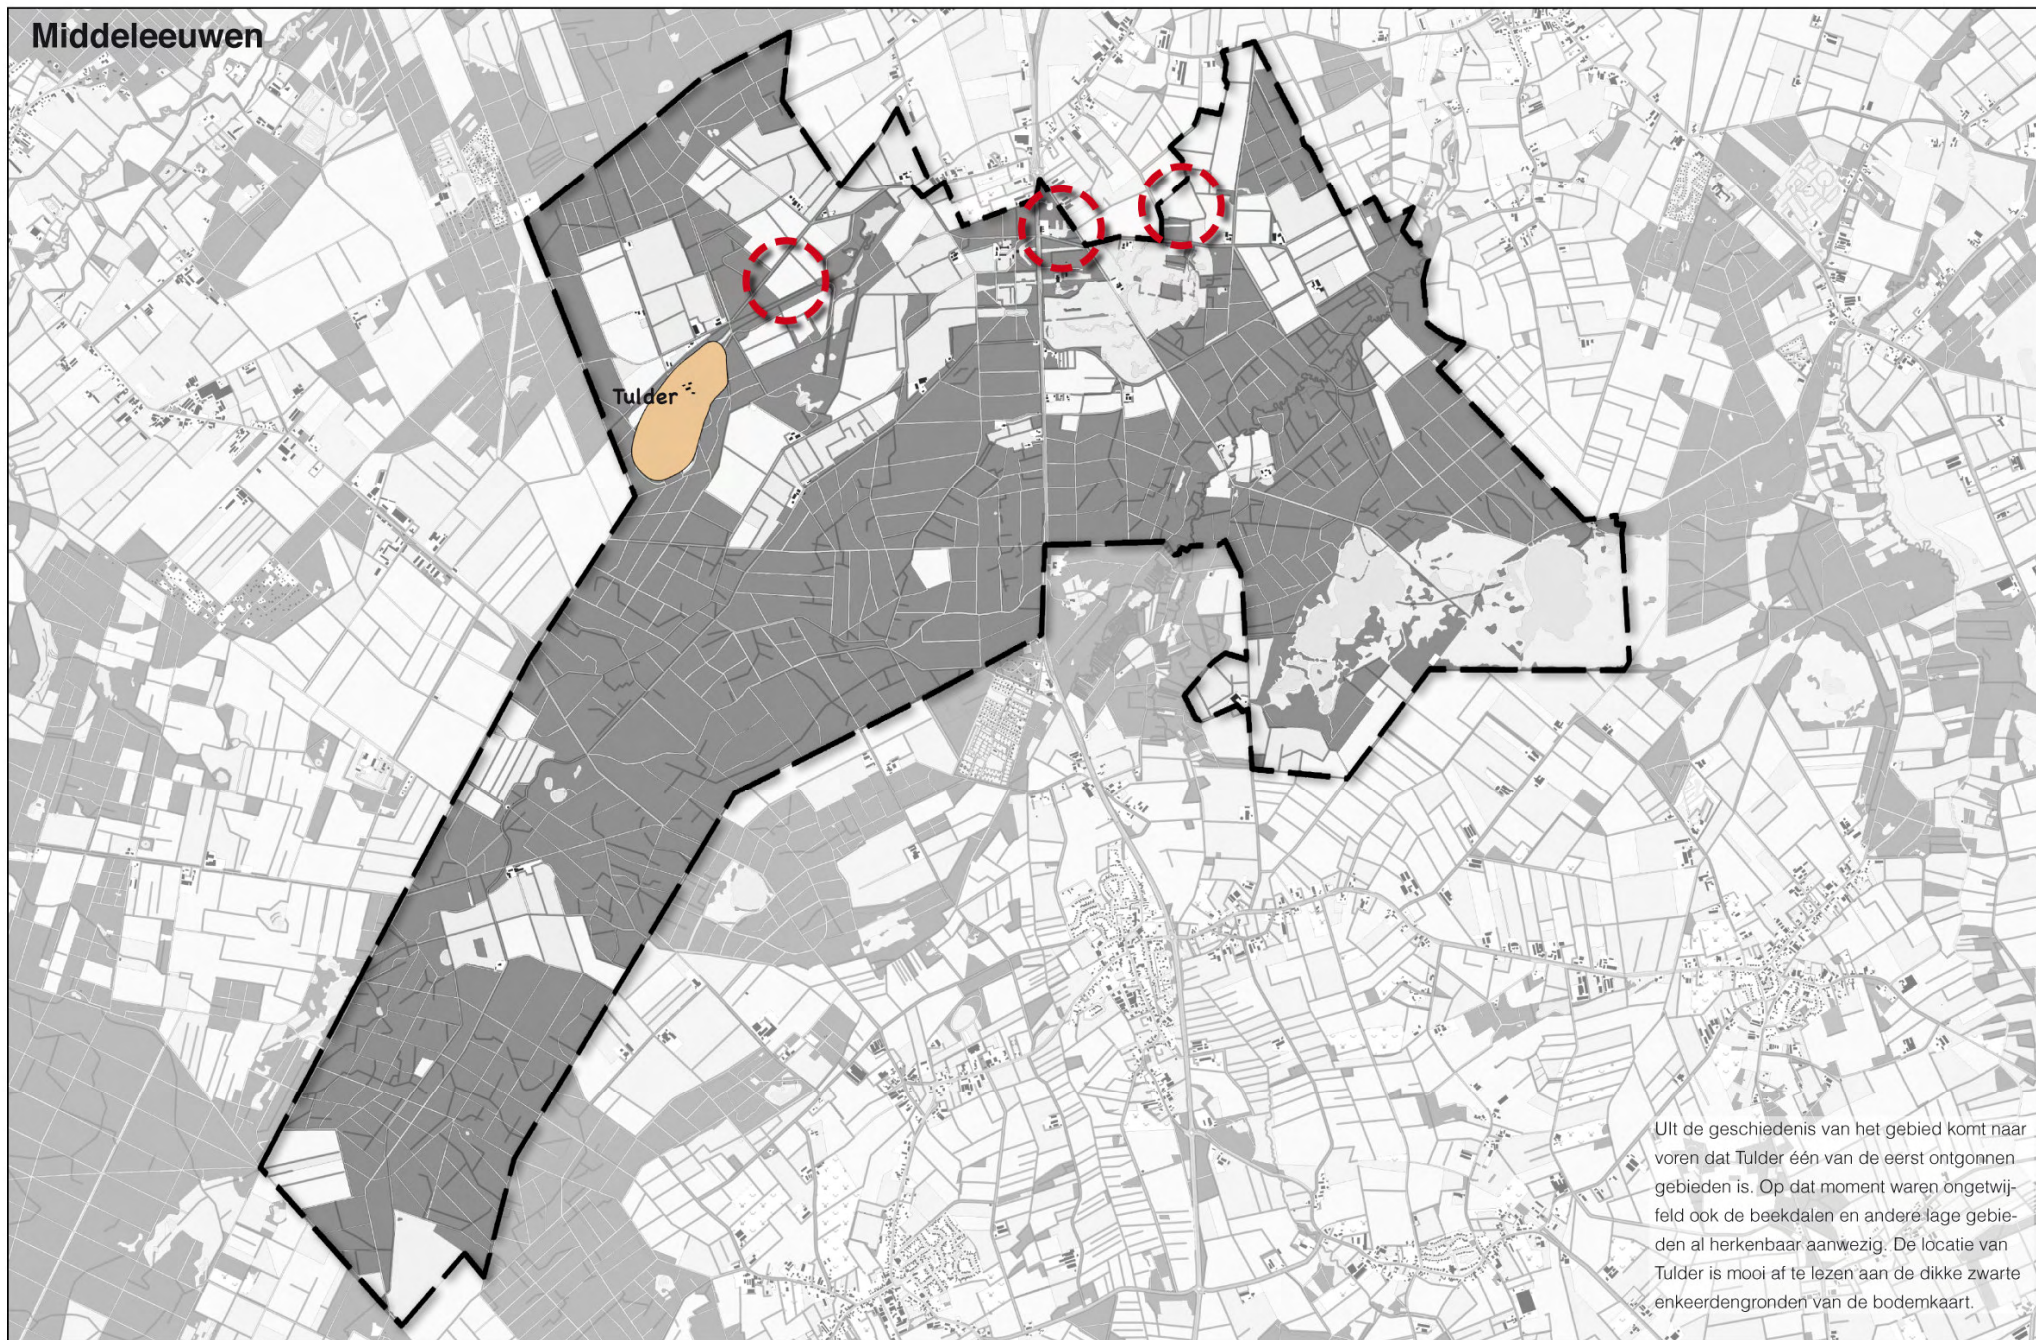 Middeleeuwen
Tulder
UIt de geschiedenis van het gebied komt naar
voren dat Tulder één van de eerst ontgonnen
gebieden is. Op dat moment waren ongetwij-
feld ook de beekdalen en andere lage gebie-
den al herkenbaar aanwezig. De locatie van
Tulder is mooi af te lezen aan de dikke zwarte
enkeerdengronden van de bodemkaart.